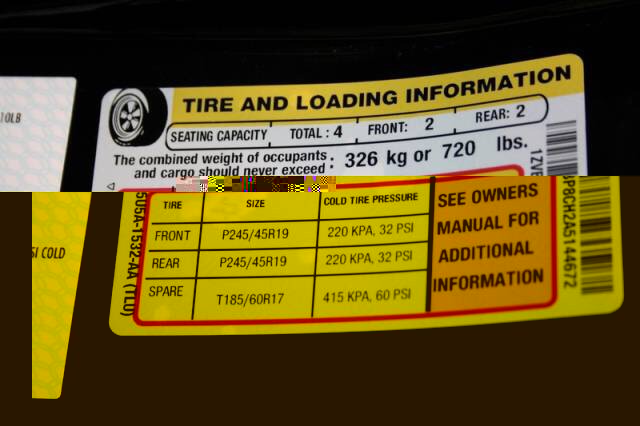 10LB
TIRE AND LOADING INFORMATION
SEATING CAPACITY TOTAL : 4 FRONT: 2 REAR: 2
The combined weight of occupants
and cargo should never exceed : 326 kg or 720 lbs.
TIRE SIZE COLD TIRE PRESSURE
FRONT P245/45R19 220 KPA, 32 PSI
REAR P245/45R19 220 KPA, 32 PSI
SPARE T185/60R17 415 KPA, 60 PSI
SEE OWNERS
MANUAL FOR
ADDITIONAL
INFORMATION
SI COLD